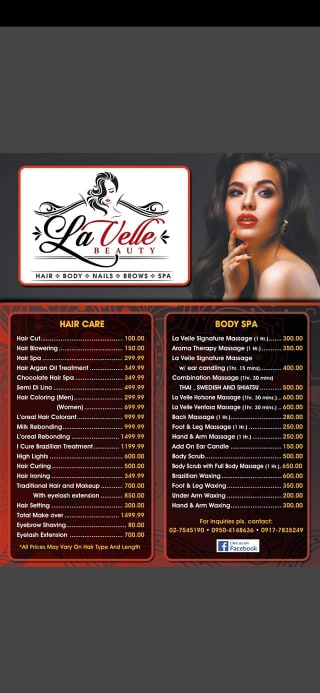 La Velle
BEAUTY
HAIR ❖ BODY ❖ NAILS ❖ BROWS ❖ SPA
HAIR CARE
Hair Cut 100.00
Hair Blowering 150.00
Hair Spa 299.99
Hair Argan Oil Treatment 349.99
Chocolate Hair Spa 349.99
Semi Di Lino 499.99
Hair Coloring (Men) 299.99
(Women) 699.99
L'oreal Hair Colorant 999.99
Milk Rebonding 999.99
L'oreal Rebonding 1499.99
! Cure Brazilian Treatment 1199.99
High Lights 600.00
Hair Curling 500.00
Hair Ironing 349.99
Traditional Hair and Makeup 700.00
With eyelash extension 850.00
Hair Setting 300.00
Total Make over 1499.99
Eyebrow Shaving 80.00
Eyelash Extension 700.00
*All Prices May Vary On Hair Type And Length
BODY SPA
La Velle Signature Massage (1 Hr.) 300.00
Aroma Therapy Massage (1 Hr.) 350.00
La Velle Signature Massage
w/ ear candling (1hr. 15 mins) 400.00
Combination Massage (1hr. 30 mins)
THAI , SWEDISH AND SHIATSU 500.00
La Velle Hotsone Massage (1hr. 30 mins.) 600.00
La Velle Ventosa Massage (1hr. 30 mins.) 600.00
Back Massage (1 Hr.) 280.00
Foot & Leg Massage (1 Hr.) 250.00
Hand & Arm Massage (1 Hr.) 250.00
Add On Ear Candle 150.00
Body Scrub 500.00
Body Scrub with Full Body Massage (1 Hr.) 650.00
Brazilian Waxing 600.00
Foot & Leg Waxing 350.00
Under Arm Waxing 200.00
Hand & Arm Waxing 300.00
For inquiries pls. contact:
02-7545190 • 0950-4148636 • 0917-7835249
Like us on
Facebook